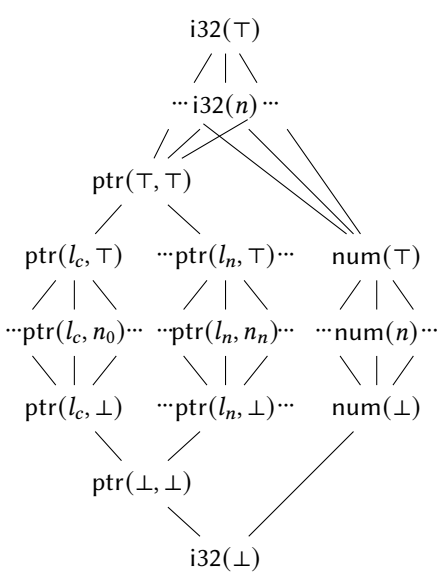 i32(⊤)
···i32(n)···
ptr(⊤, ⊤)
ptr(l_c, ⊤) ···ptr(l_n, ⊤)··· num(⊤)
···ptr(l_c, n_0)··· ···ptr(l_n, n_n)··· ···num(n)···
ptr(l_c, ⊥) ···ptr(l_n, ⊥)··· num(⊥)
ptr(⊥, ⊥)
i32(⊥)